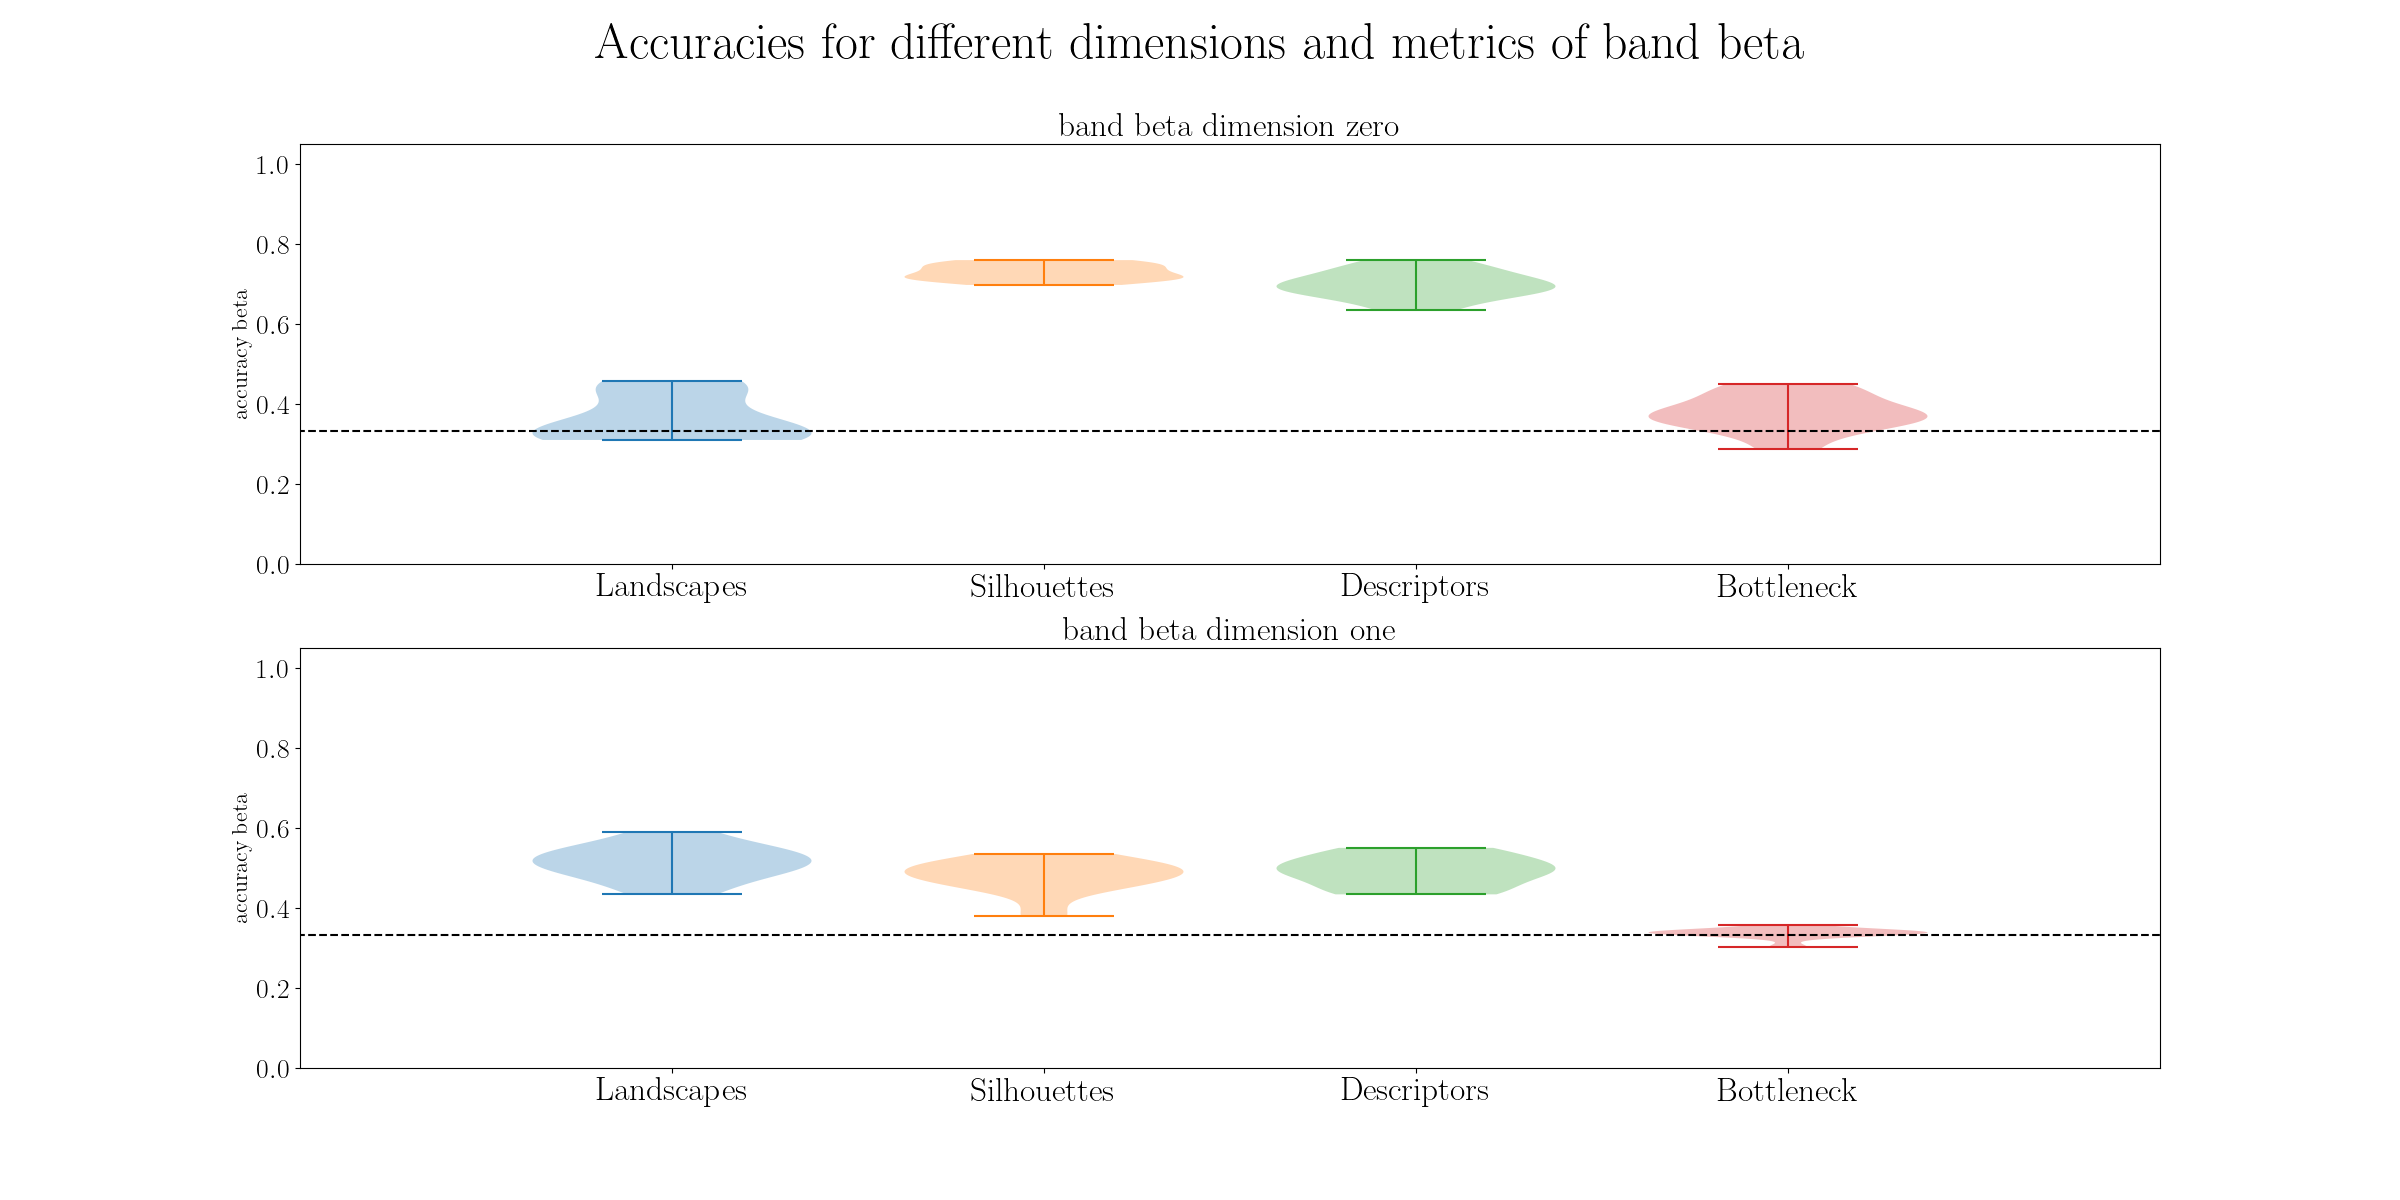 Accuracies for different dimensions and metrics of band beta
band beta dimension zero
accuracy beta
1.0
0.8
0.6
0.4
0.2
0.0
Landscapes Silhouettes Descriptors Bottleneck
band beta dimension one
accuracy beta
1.0
0.8
0.6
0.4
0.2
0.0
Landscapes Silhouettes Descriptors Bottleneck